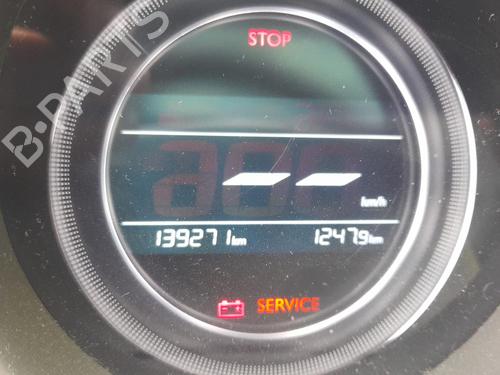 STOP
B-PARTS
-- km/h
139271 km 1247.9 km
SERVICE